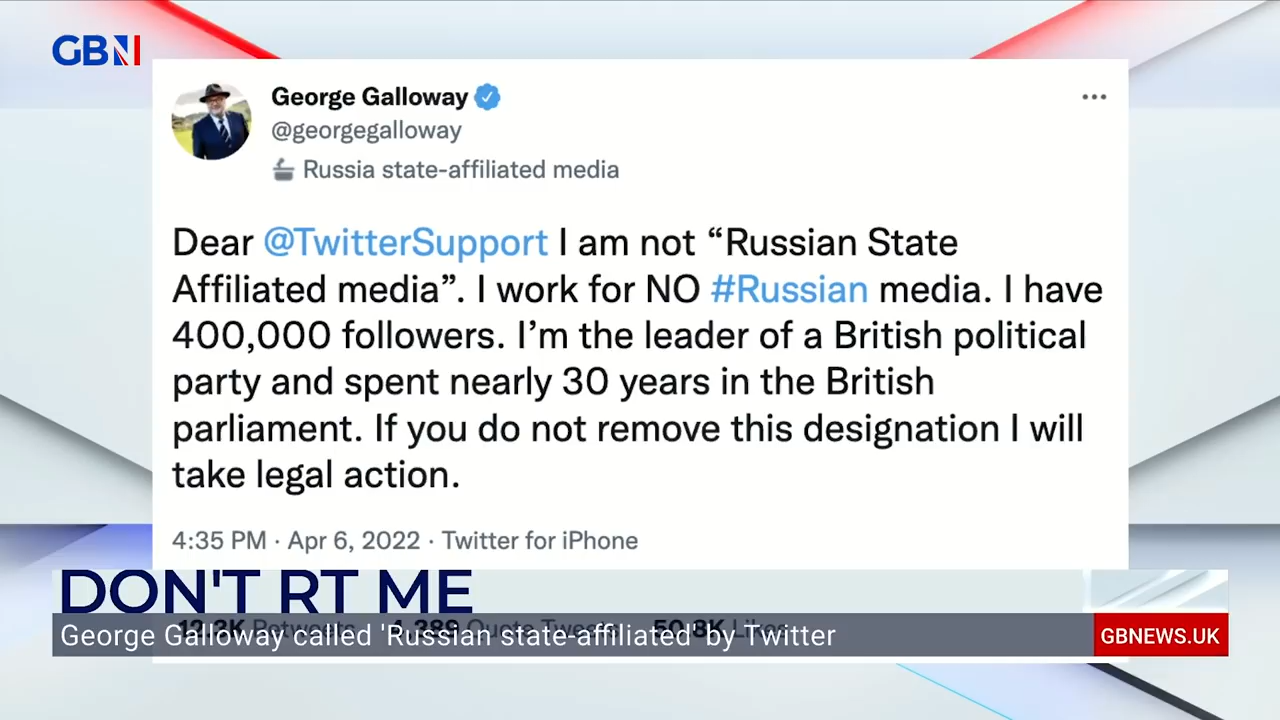 GBN
George Galloway
@georgegalloway
Russia state-affiliated media
Dear @TwitterSupport I am not “Russian State
Affiliated media”. I work for NO #Russian media. I have
400,000 followers. I’m the leader of a British political
party and spent nearly 30 years in the British
parliament. If you do not remove this designation I will
take legal action.
4:35 PM · Apr 6, 2022 · Twitter for iPhone
DON'T RT ME
George Galloway called 'Russian state-affiliated' by Twitter
GBNEWS.UK